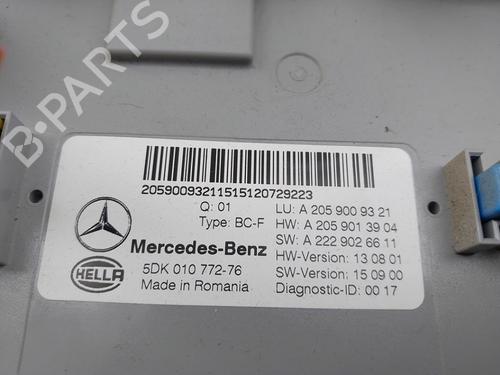 20590093211515120729223
Q: 01
Type: BC-F
LU: A 205 900 93 21
HW: A 205 901 39 04
SW: A 222 902 66 11
HW-Version: 13 08 01
SW-Version: 15 09 00
Diagnostic-ID: 00 17
Mercedes-Benz
HELLA
5DK 010 772-76
Made in Romania
B-PARTS